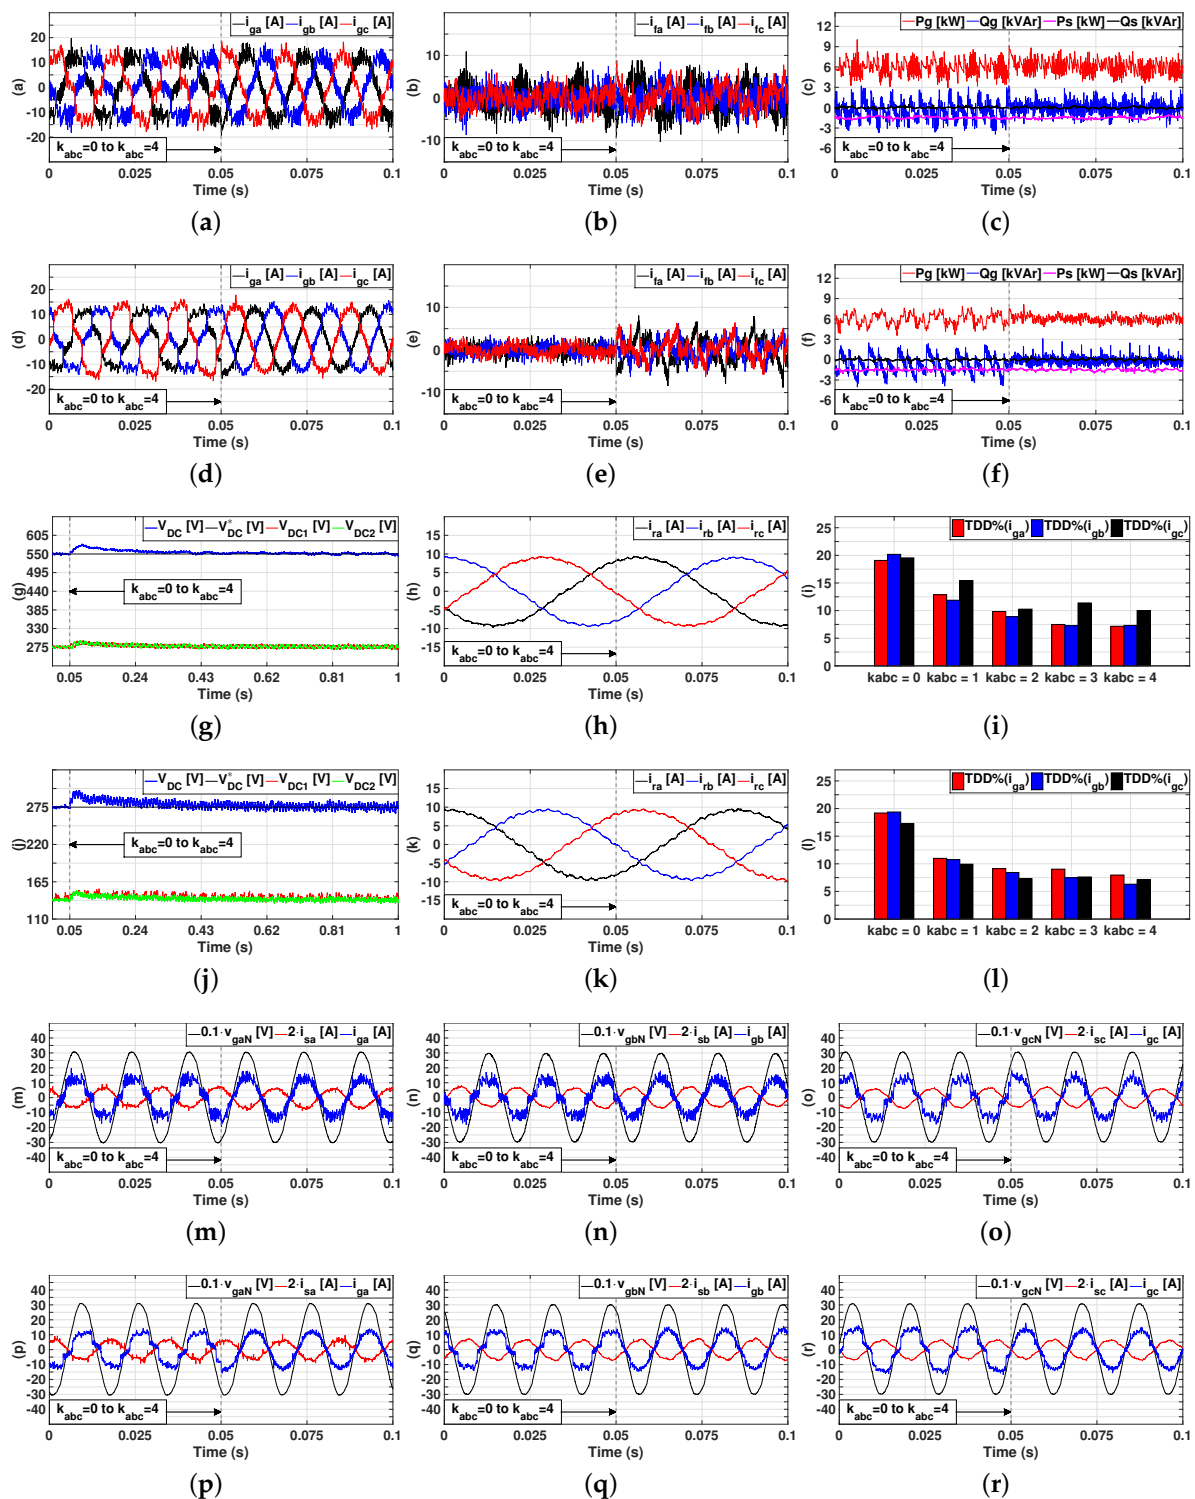 i_ga [A] i_gb [A] i_gc [A]
(a)
20
10
0
-10
-20
k_abc=0 to k_abc=4
0 0.025 0.05 0.075 0.1
Time (s)
(a)
i_fa [A] i_fb [A] i_fc [A]
(b)
10
0
-10
k_abc=0 to k_abc=4
0 0.025 0.05 0.075 0.1
Time (s)
(b)
Pg [kW] Qg [kVAr] Ps [kW] Qs [kVAr]
(c)
12
9
6
3
0
-3
-6
k_abc=0 to k_abc=4
0 0.025 0.05 0.075 0.1
Time (s)
(c)
i_ga [A] i_gb [A] i_gc [A]
(d)
20
10
0
-10
-20
k_abc=0 to k_abc=4
0 0.025 0.05 0.075 0.1
Time (s)
(d)
i_fa [A] i_fb [A] i_fc [A]
(e)
10
0
-10
k_abc=0 to k_abc=4
0 0.025 0.05 0.075 0.1
Time (s)
(e)
Pg [kW] Qg [kVAr] Ps [kW] Qs [kVAr]
(f)
12
9
6
3
0
-3
-6
k_abc=0 to k_abc=4
0 0.025 0.05 0.075 0.1
Time (s)
(f)
V_DC [V] V*_DC [V] V_DC1 [V] V_DC2 [V]
(g)
605
550
495
440
385
330
275
k_abc=0 to k_abc=4
0.05 0.24 0.43 0.62 0.81 1
Time (s)
(g)
i_ra [A] i_rb [A] i_rc [A]
(h)
15
10
5
0
-5
-10
-15
k_abc=0 to k_abc=4
0 0.025 0.05 0.075 0.1
Time (s)
(h)
TDD%(i_ga) TDD%(i_gb) TDD%(i_gc)
(i)
25
20
15
10
5
0
kabc = 0 kabc = 1 kabc = 2 kabc = 3 kabc = 4
(i)
V_DC [V] V*_DC [V] V_DC1 [V] V_DC2 [V]
(j)
275
220
165
110
k_abc=0 to k_abc=4
0.05 0.24 0.43 0.62 0.81 1
Time (s)
(j)
i_ra [A] i_rb [A] i_rc [A]
(k)
15
10
5
0
-5
-10
-15
k_abc=0 to k_abc=4
0 0.025 0.05 0.075 0.1
Time (s)
(k)
TDD%(i_ga) TDD%(i_gb) TDD%(i_gc)
(l)
25
20
15
10
5
0
kabc = 0 kabc = 1 kabc = 2 kabc = 3 kabc = 4
(l)
0.1·v_gaN [V] 2·i_sa [A] i_ga [A]
(m)
40
30
20
10
0
-10
-20
-30
-40
k_abc=0 to k_abc=4
0 0.025 0.05 0.075 0.1
Time (s)
(m)
0.1·v_gbN [V] 2·i_sb [A] i_gb [A]
(n)
40
30
20
10
0
-10
-20
-30
-40
k_abc=0 to k_abc=4
0 0.025 0.05 0.075 0.1
Time (s)
(n)
0.1·v_gcN [V] 2·i_sc [A] i_gc [A]
(o)
40
30
20
10
0
-10
-20
-30
-40
k_abc=0 to k_abc=4
0 0.025 0.05 0.075 0.1
Time (s)
(o)
0.1·v_gaN [V] 2·i_sa [A] i_ga [A]
(p)
40
30
20
10
0
-10
-20
-30
-40
k_abc=0 to k_abc=4
0 0.025 0.05 0.075 0.1
Time (s)
(p)
0.1·v_gbN [V] 2·i_sb [A] i_gb [A]
(q)
40
30
20
10
0
-10
-20
-30
-40
k_abc=0 to k_abc=4
0 0.025 0.05 0.075 0.1
Time (s)
(q)
0.1·v_gcN [V] 2·i_sc [A] i_gc [A]
(r)
40
30
20
10
0
-10
-20
-30
-40
k_abc=0 to k_abc=4
0 0.025 0.05 0.075 0.1
Time (s)
(r)